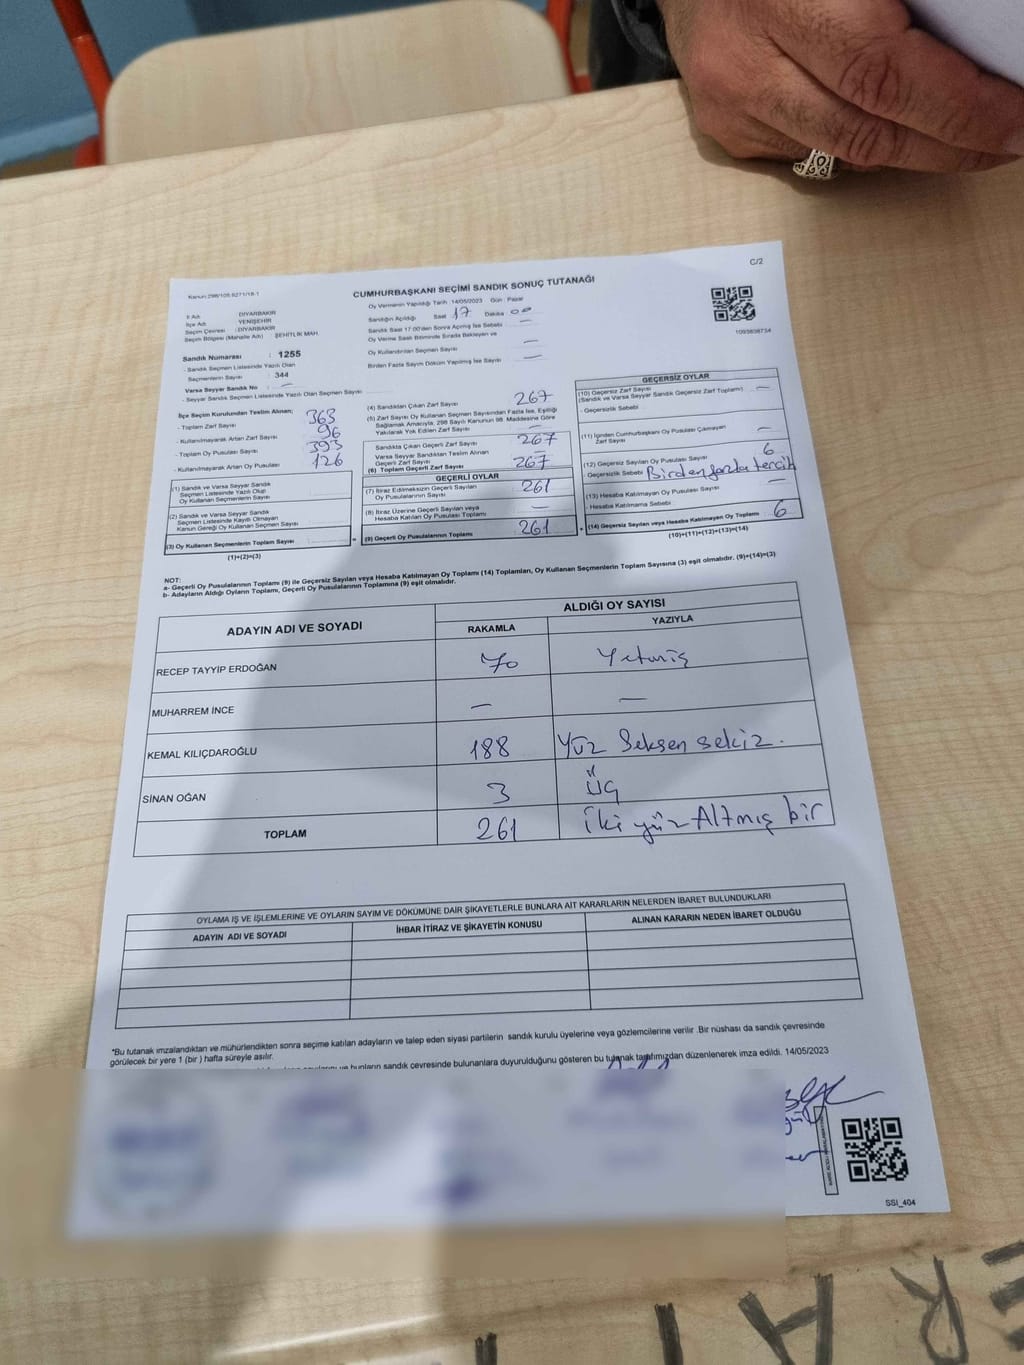 C/2
Kanun:298/105.6271/18-1
CUMHURBAŞKANI SEÇİMİ SANDIK SONUÇ TUTANAĞI
Oy Vermenin Yapıldığı Tarih :14/05/2023 Gün : Pazar
İl Adı : DİYARBAKIR
İlçe Adı : YENİŞEHİR
Seçim Çevresi : DİYARBAKIR
Seçim Bölgesi (Mahalle Adı) : ŞEHİTLİK MAH.
Sandığın Açıldığı Saat 17 Dakika 00
Sandık Saat 17:00'den Sonra Açılmış İse Sebebi —
Oy Verme Saati Bitiminde Sırada Bekleyen ve
Oy Kullandırılan Seçmen Sayısı —
Birden Fazla Sayım Döküm Yapılmış İse Sayısı —
1093838734
Sandık Numarası : 1255
- Sandık Seçmen Listesinde Yazılı Olan
Seçmenlerin Sayısı : 344
Varsa Seyyar Sandık No : —
- Seyyar Sandık Seçmen Listesinde Yazılı Olan Seçmen Sayısı
İlçe Seçim Kurulundan Teslim Alınan;
- Toplam Zarf Sayısı 363
- Kullanılmayarak Artan Zarf Sayısı 96
- Toplam Oy Pusulası Sayısı 393
- Kullanılmayarak Artan Oy Pusulası 126
(1) Sandık ve Varsa Seyyar Sandık
Seçmen Listesinde Yazılı Olup
Oy Kullanan Seçmenlerin Sayısı
(2) Sandık ve Varsa Seyyar Sandık
Seçmen Listesinde Kayıtlı Olmayan
Kanun Gereği Oy Kullanan Seçmen Sayısı
(3) Oy Kullanan Seçmenlerin Toplam Sayısı
(1)+(2)=(3)
(4) Sandıktan Çıkan Zarf Sayısı 267
(5) Zarf Sayısı Oy Kullanan Seçmen Sayısından Fazla İse, Eşitliği
Sağlamak Amacıyla, 298 Sayılı Kanunun 98. Maddesine Göre
Yakılarak Yok Edilen Zarf Sayısı —
Sandıkta Çıkan Geçerli Zarf Sayısı 267
Varsa Seyyar Sandıktan Teslim Alınan
Geçerli Zarf Sayısı —
(6) Toplam Geçerli Zarf Sayısı 267
GEÇERLİ OYLAR
(7) İtiraz Edilmeksizin Geçerli Sayılan
Oy Pusulalarının Sayısı 261
(8) İtiraz Üzerine Geçerli Sayılan veya
Hesaba Katılan Oy Pusulası Toplamı —
(9) Geçerli Oy Pusulalarının Toplamı 261
GEÇERSİZ OYLAR
(10) Geçersiz Zarf Sayısı
(Sandık ve Varsa Seyyar Sandık Geçersiz Zarf Toplamı) —
- Geçersizlik Sebebi
(11) İçinden Cumhurbaşkanı Oy Pusulası Çıkmayan
Zarf Sayısı —
(12) Geçersiz Sayılan Oy Pusulası Sayısı 6
Geçersizlik Sebebi Birden fazla tercih
(13) Hesaba Katılmayan Oy Pusulası Sayısı —
- Hesaba Katılmama Sebebi
(14) Geçersiz Sayılan veya Hesaba Katılmayan Oy Toplamı 6
(10)+(11)+(12)+(13)=(14)
NOT:
a- Geçerli Oy Pusulalarının Toplamı (9) ile Geçersiz Sayılan veya Hesaba Katılmayan Oy Toplamı (14) Toplamları, Oy Kullanan Seçmenlerin Toplam Sayısına (3) eşit olmalıdır. (9)+(14)=(3)
b- Adayların Aldığı Oyların Toplamı, Geçerli Oy Pusulalarının Toplamına (9) eşit olmalıdır.
ADAYIN ADI VE SOYADI
ALDIĞI OY SAYISI
RAKAMLA YAZIYLA
RECEP TAYYİP ERDOĞAN 70 Yetmiş
MUHARREM İNCE — —
KEMAL KILIÇDAROĞLU 188 Yüz Seksen sekiz.
SİNAN OĞAN 3 Üç
TOPLAM 261 İki yüz Altmış bir
OYLAMA İŞ VE İŞLEMLERİNE VE OYLARIN SAYIM VE DÖKÜMÜNE DAİR ŞİKAYETLERLE BUNLARA AİT KARARLARIN NELERDEN İBARET BULUNDUKLARI
ADAYIN ADI VE SOYADI İHBAR İTİRAZ VE ŞİKAYETİN KONUSU ALINAN KARARIN NEDEN İBARET OLDUĞU
*Bu tutanak imzalandıktan ve mühürlendikten sonra seçime katılan adayların ve talep eden siyasi partilerin sandık kurulu üyelerine veya gözlemcilerine verilir .Bir nüshası da sandık çevresinde
görülecek bir yere 1 (bir ) hafta süreyle asılır.
ve bunların sandık çevresinde bulunanlara duyurulduğunu gösteren bu tutanak tarafımızdan düzenlenerek imza edildi. 14/05/2023
SSI_404